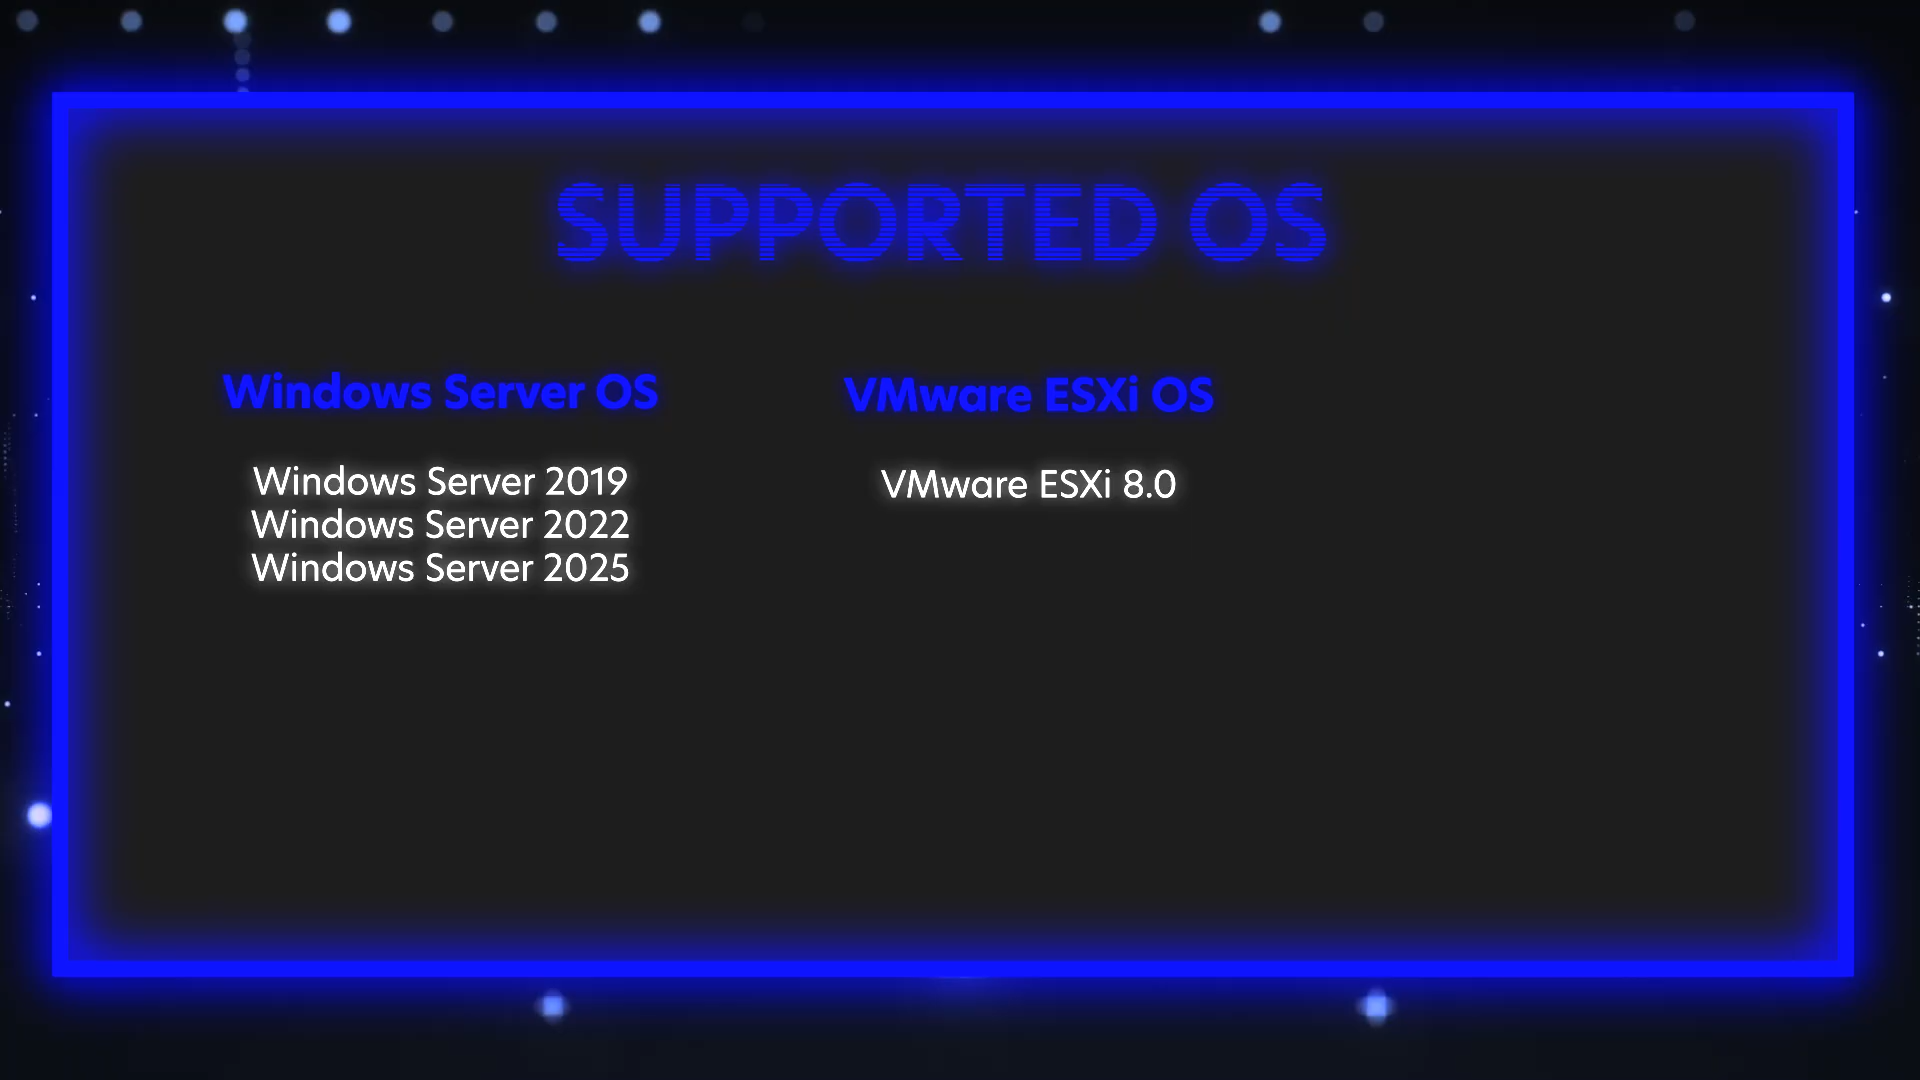 SUPPORTED OS
Windows Server OS
Windows Server 2019
Windows Server 2022
Windows Server 2025
VMware ESXi OS
VMware ESXi 8.0